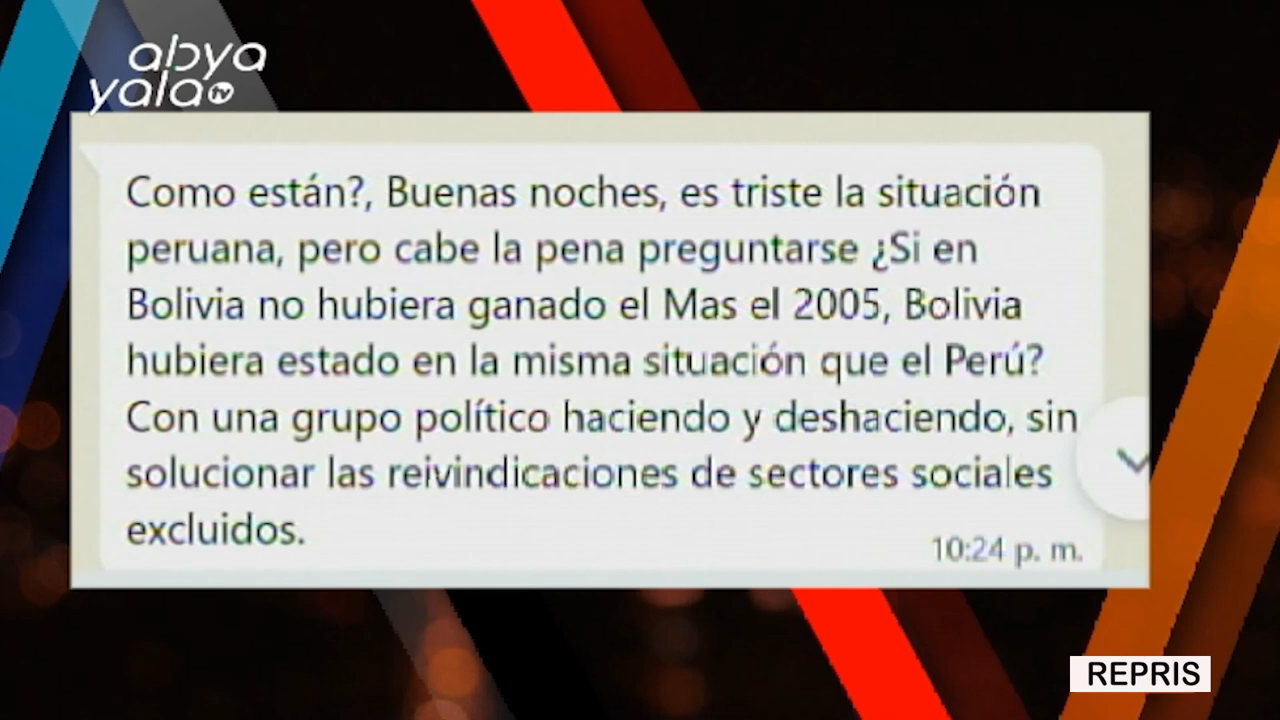 abya
yala tv
Como están?, Buenas noches, es triste la situación
peruana, pero cabe la pena preguntarse ¿Si en
Bolivia no hubiera ganado el Mas el 2005, Bolivia
hubiera estado en la misma situación que el Perú?
Con una grupo político haciendo y deshaciendo, sin
solucionar las reivindicaciones de sectores sociales
excluidos.
10:24 p. m.
REPRIS